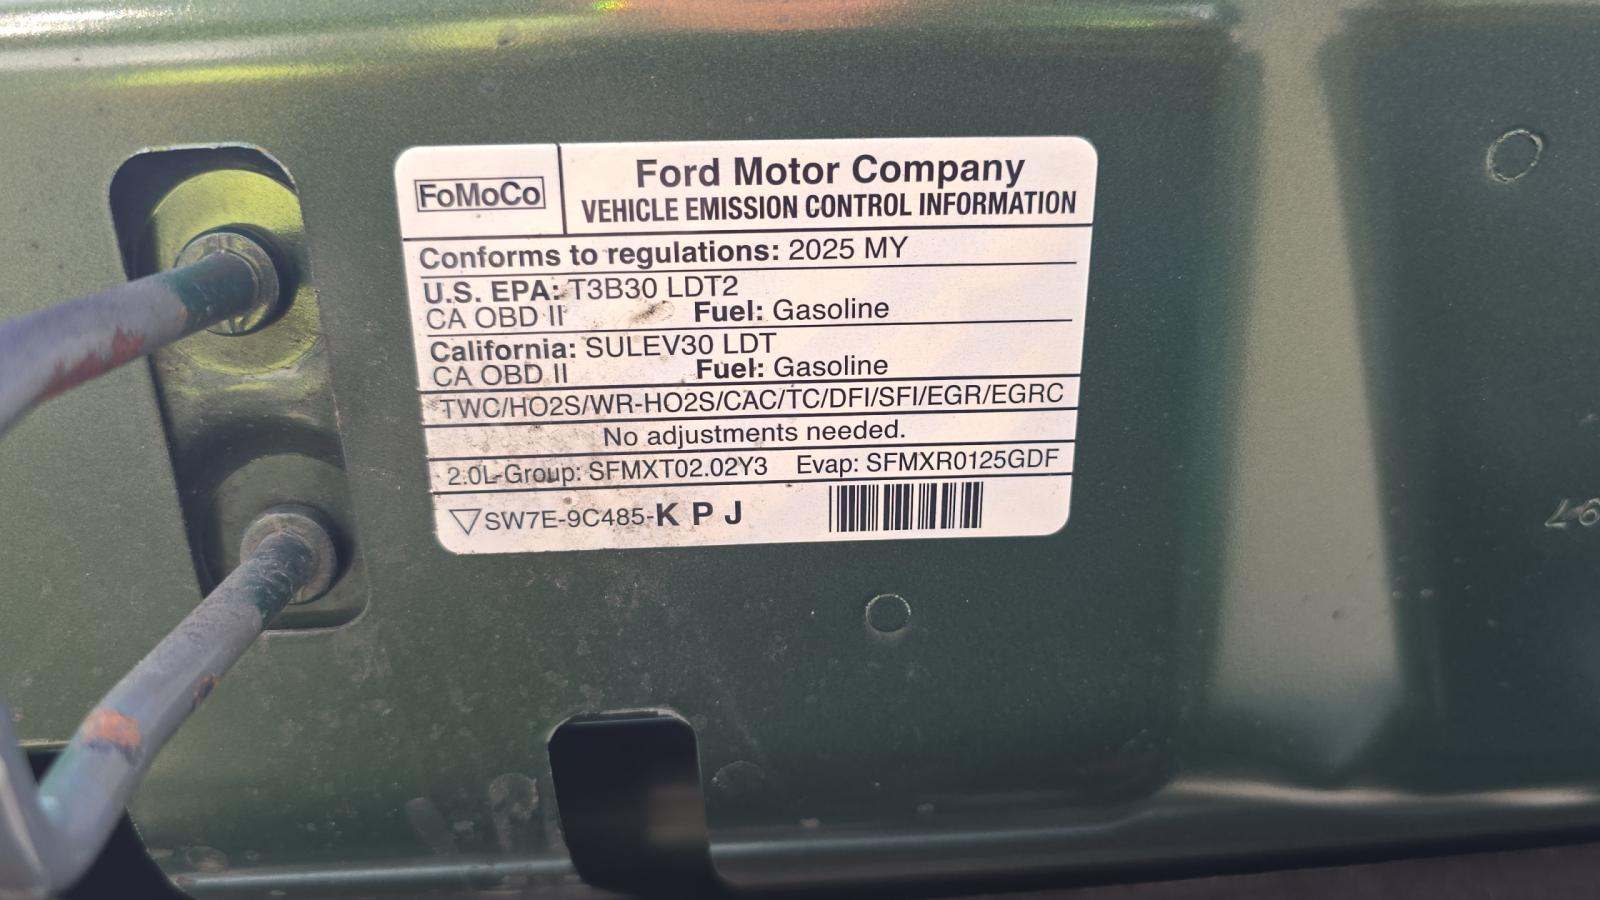 FoMoCo
Ford Motor Company
VEHICLE EMISSION CONTROL INFORMATION
Conforms to regulations: 2025 MY
U.S. EPA: T3B30 LDT2
CA OBD II Fuel: Gasoline
California: SULEV30 LDT
CA OBD II Fuel: Gasoline
TWC/HO2S/WR-HO2S/CAC/TC/DFI/SFI/EGR/EGRC
No adjustments needed.
2.0L-Group: SFMXT02.02Y3 Evap: SFMXR0125GDF
SW7E-9C485-K P J